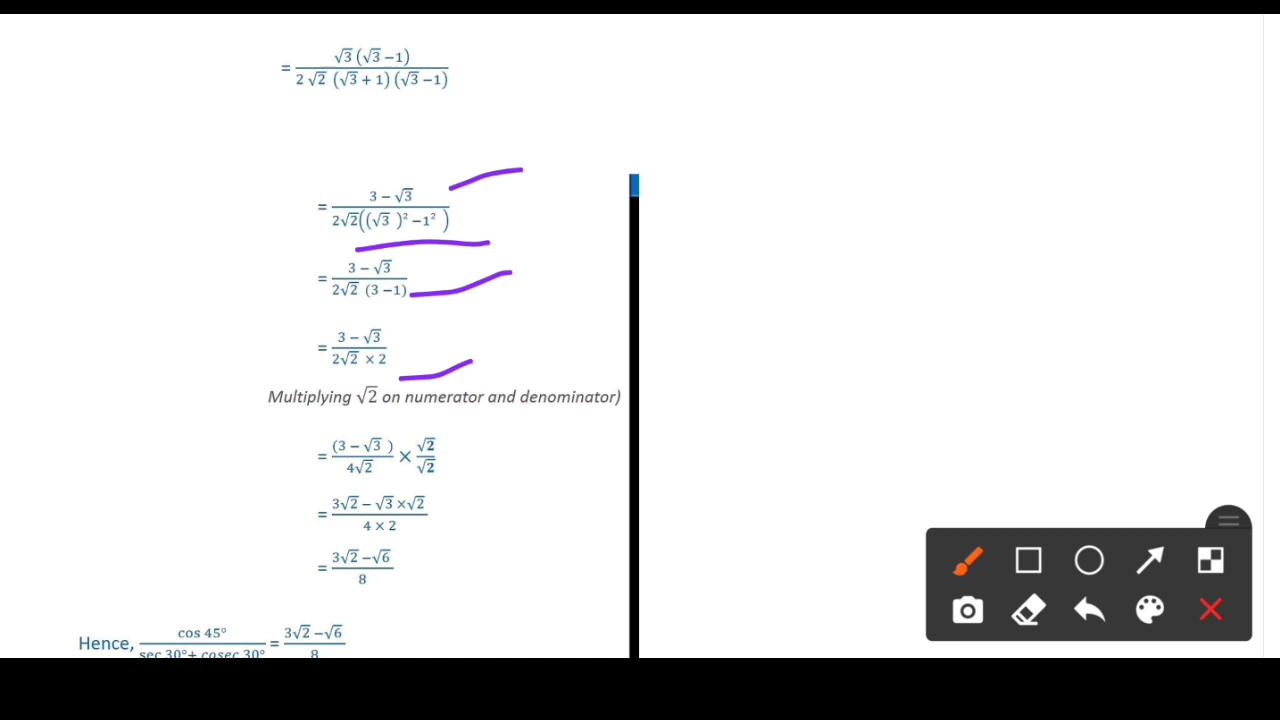 = √3 (√3 −1) / 2 √2 (√3 + 1) (√3 −1)
= 3 − √3 / 2√2((√3 )² −1² )
= 3 − √3 / 2√2 (3 −1)
= 3 − √3 / 2√2 × 2
Multiplying √2 on numerator and denominator)
= (3 − √3 ) / 4√2 × √2 / √2
= 3√2 − √3 ×√2 / 4 × 2
= 3√2 −√6 / 8
Hence, cos 45° / sec 30°+ cosec 30° = 3√2 −√6 / 8